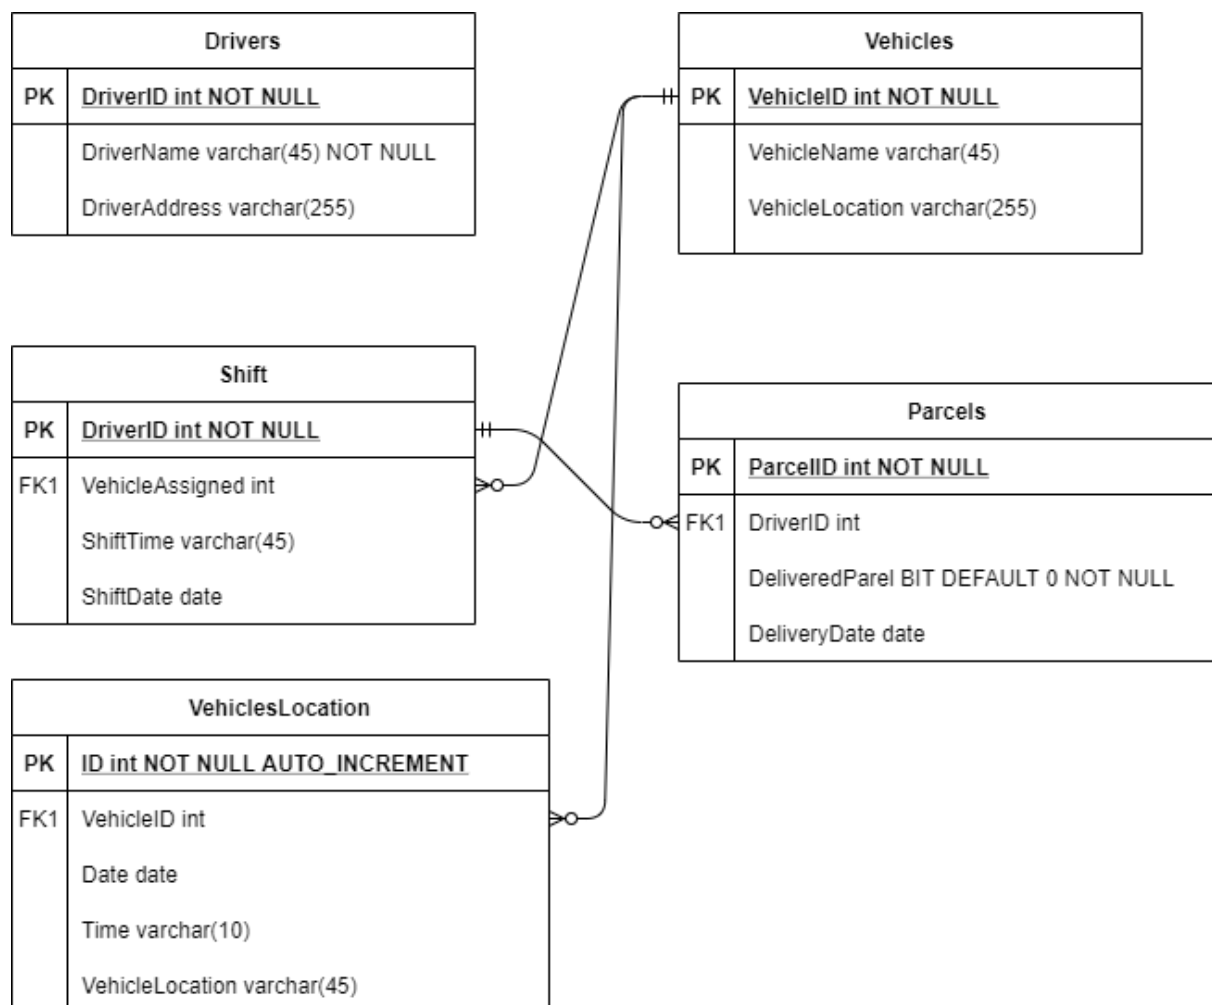 Drivers
PK DriverID int NOT NULL
DriverName varchar(45) NOT NULL
DriverAddress varchar(255)
Vehicles
PK VehicleID int NOT NULL
VehicleName varchar(45)
VehicleLocation varchar(255)
Shift
PK DriverID int NOT NULL
FK1 VehicleAssigned int
ShiftTime varchar(45)
ShiftDate date
Parcels
PK ParcelID int NOT NULL
FK1 DriverID int
DeliveredParel BIT DEFAULT 0 NOT NULL
DeliveryDate date
VehiclesLocation
PK ID int NOT NULL AUTO_INCREMENT
FK1 VehicleID int
Date date
Time varchar(10)
VehicleLocation varchar(45)